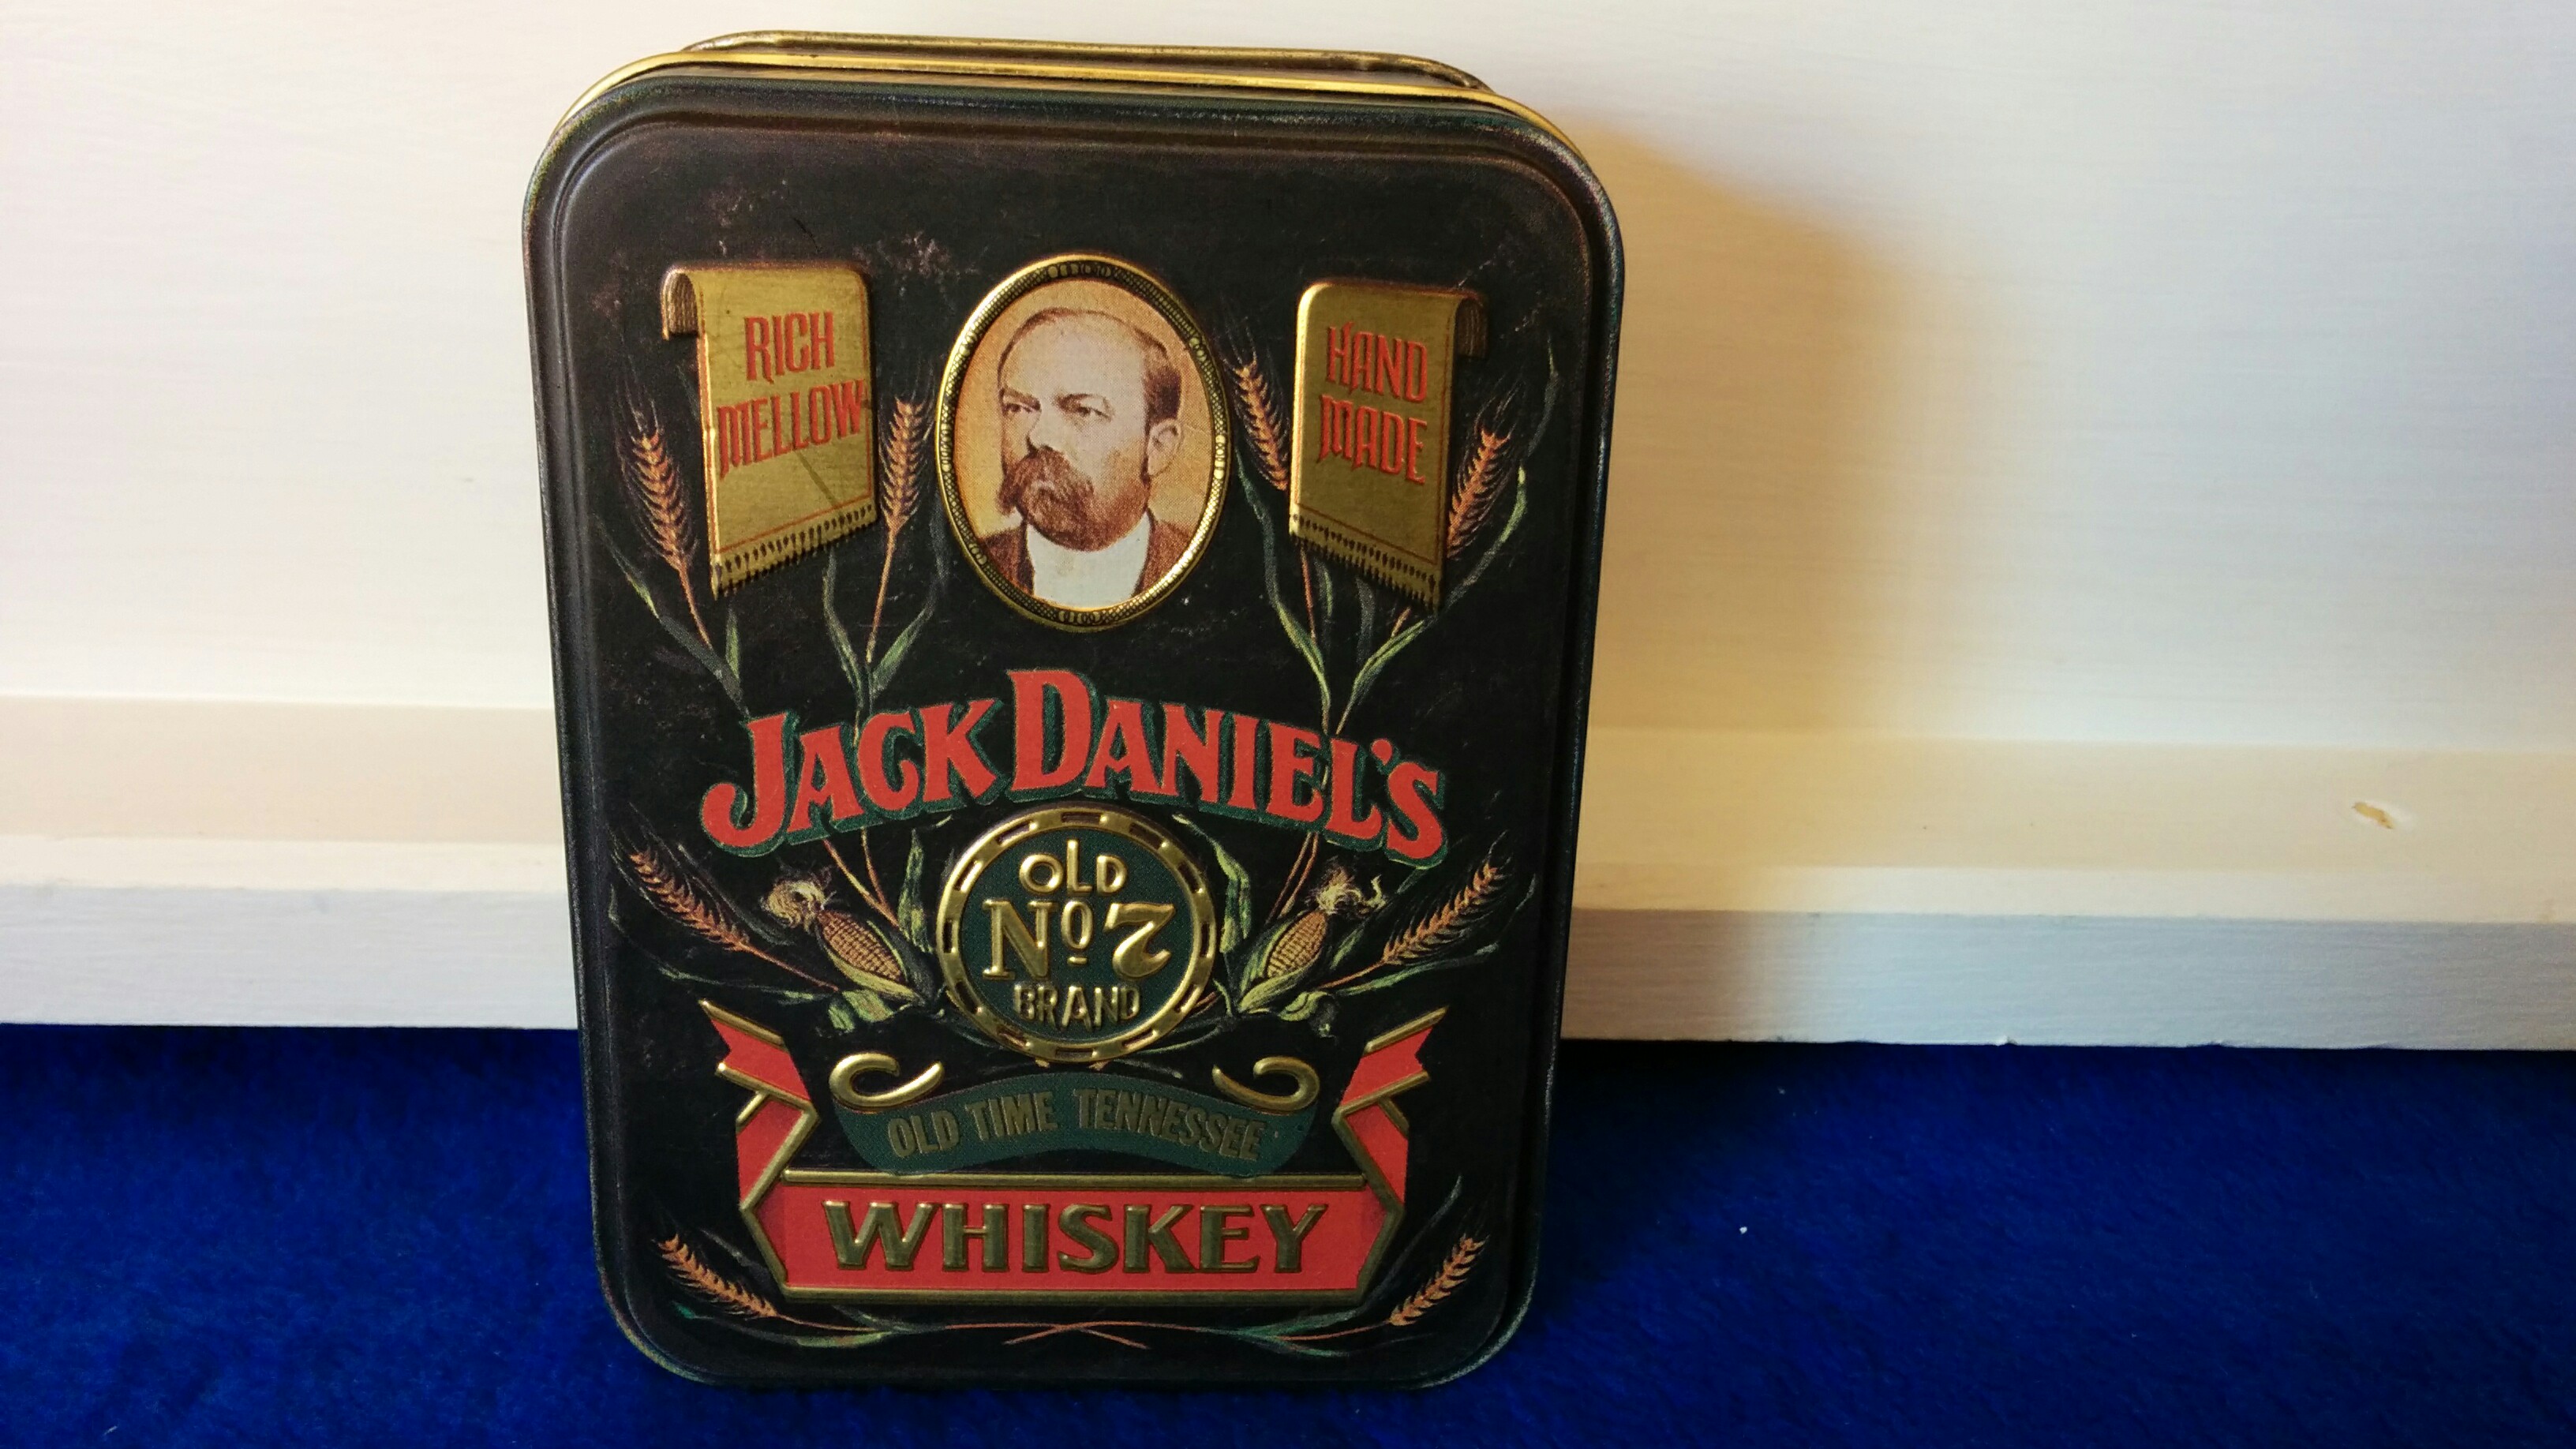 RICH
MELLOW
HAND
MADE
JACK DANIEL'S
OLD
No 7
BRAND
OLD TIME TENNESSEE
WHISKEY